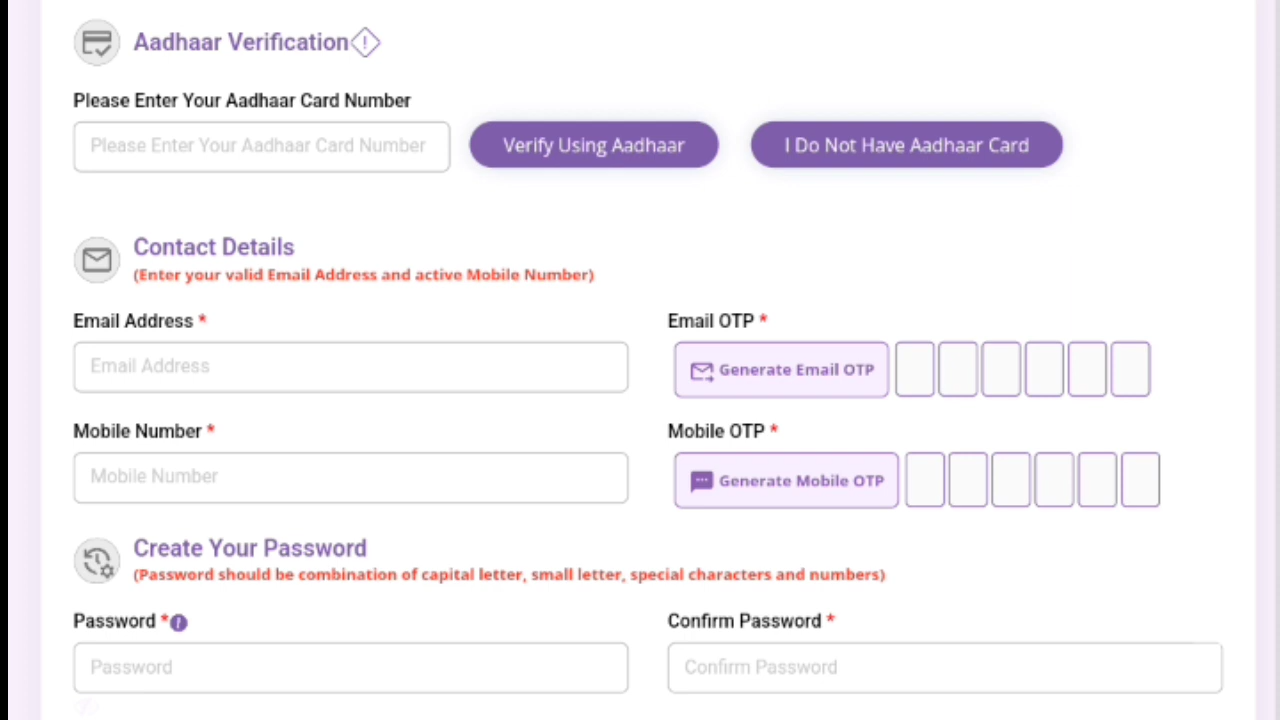 Aadhaar Verification
Please Enter Your Aadhaar Card Number
Please Enter Your Aadhaar Card Number
Verify Using Aadhaar
I Do Not Have Aadhaar Card
Contact Details
(Enter your valid Email Address and active Mobile Number)
Email Address *
Email OTP *
Email Address
Generate Email OTP
Mobile Number *
Mobile OTP *
Mobile Number
Generate Mobile OTP
Create Your Password
(Password should be combination of capital letter, small letter, special characters and numbers)
Password *
Confirm Password *
Password
Confirm Password